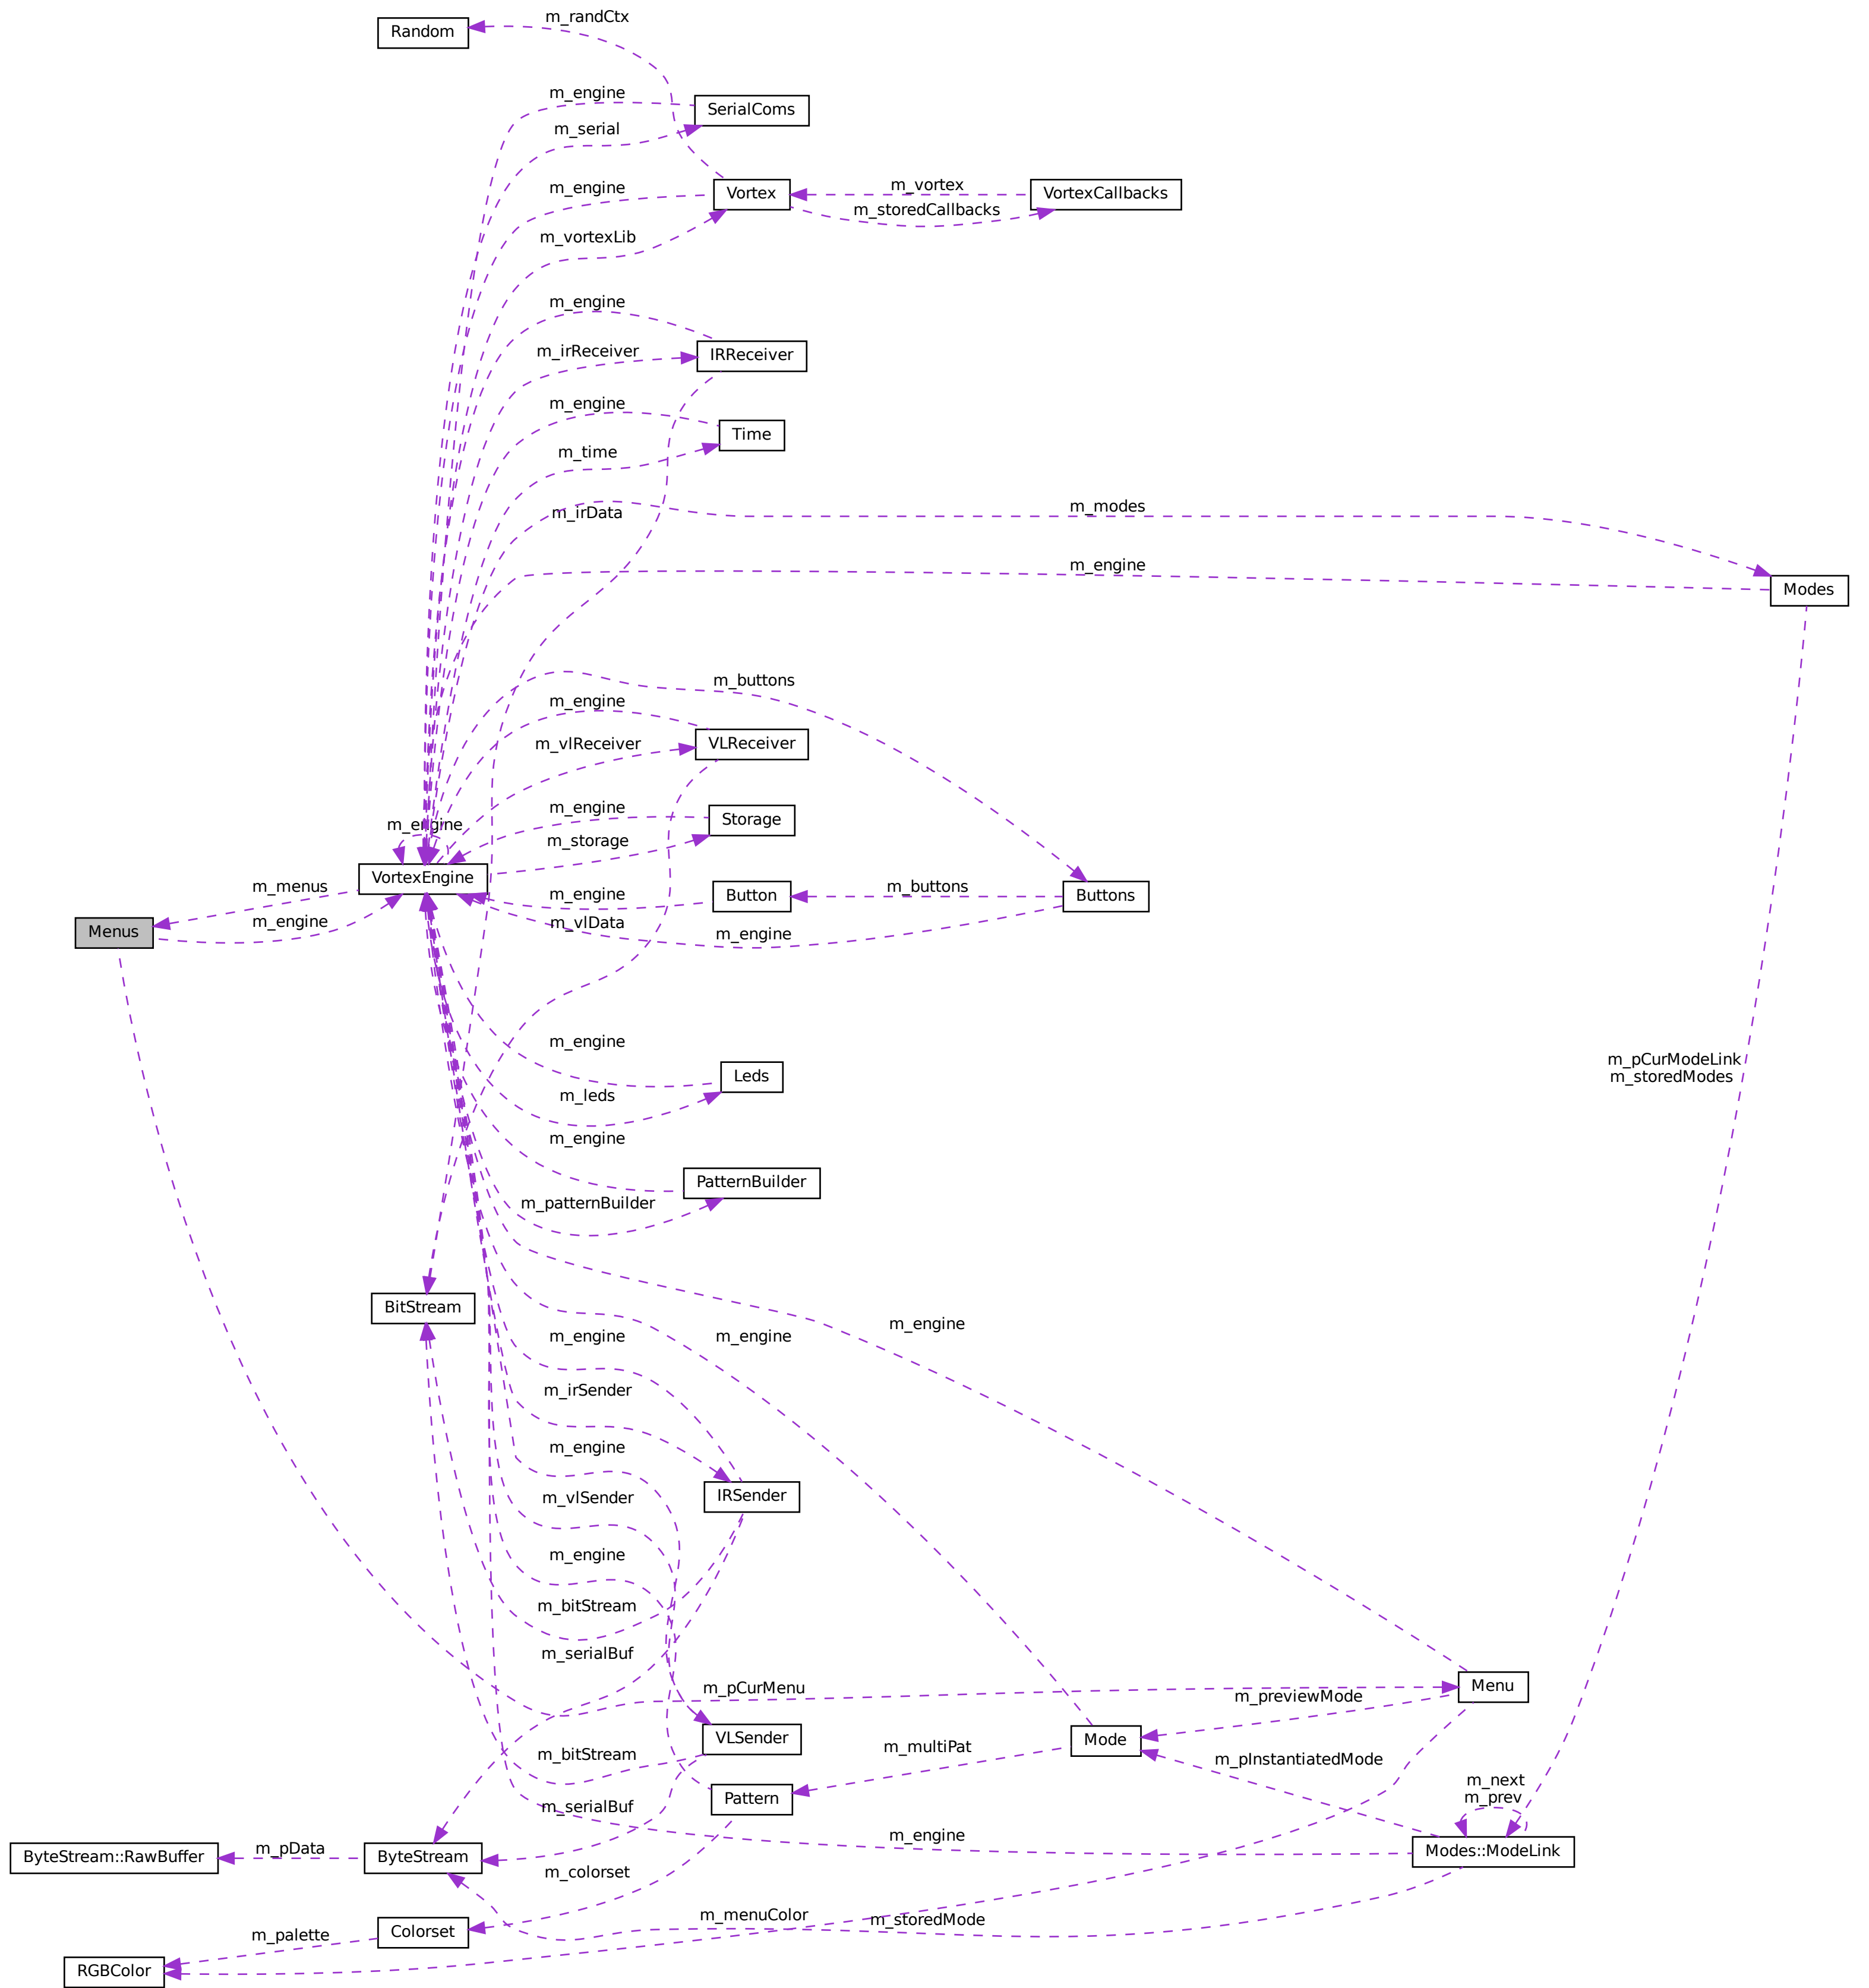 m_randCtx
Random
m_engine
SerialComs
m_serial
m_engine
Vortex
m_vortex
VortexCallbacks
m_storedCallbacks
m_vortexLib
m_engine
m_irReceiver
IRReceiver
m_engine
Time
m_time
m_irData
m_modes
m_engine
Modes
m_buttons
m_engine
m_vlReceiver
VLReceiver
m_engine
Storage
m_engine
m_storage
VortexEngine
m_menus
m_engine
Button
m_buttons
Buttons
m_engine
m_vlData
Menus
m_engine
m_engine
m_pCurModeLink
m_storedModes
Leds
m_leds
m_engine
PatternBuilder
m_patternBuilder
BitStream
m_engine
m_engine
m_engine
m_irSender
m_engine
IRSender
m_vlSender
m_engine
m_bitStream
m_serialBuf
m_pCurMenu
Menu
m_previewMode
VLSender
Mode
m_multiPat
m_bitStream
m_pInstantiatedMode
m_next
m_prev
Pattern
m_serialBuf
m_engine
Modes::ModeLink
ByteStream::RawBuffer
m_pData
ByteStream
m_colorset
m_menuColor
m_storedMode
Colorset
m_palette
RGBColor